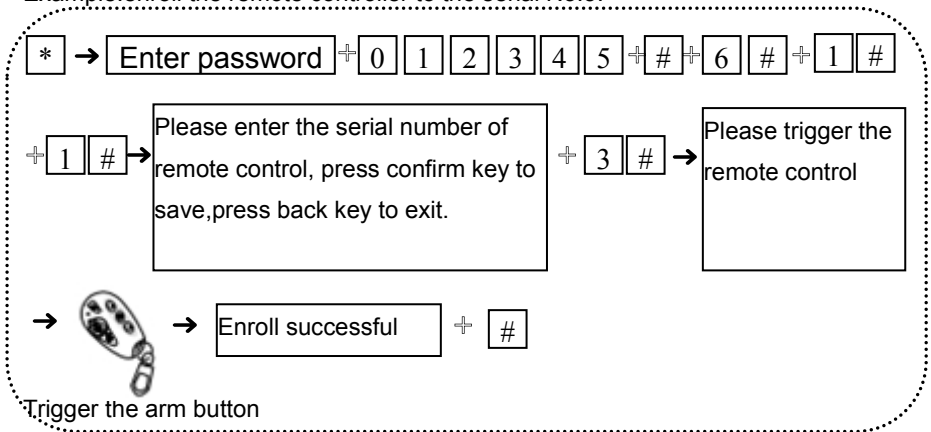 * → Enter password + 0 1 2 3 4 5 + # + 6 # + 1 #
+ 1 # → Please enter the serial number of remote control, press confirm key to save,press back key to exit. + 3 # → Please trigger the remote control
→ → Enroll successful + #
Trigger the arm button